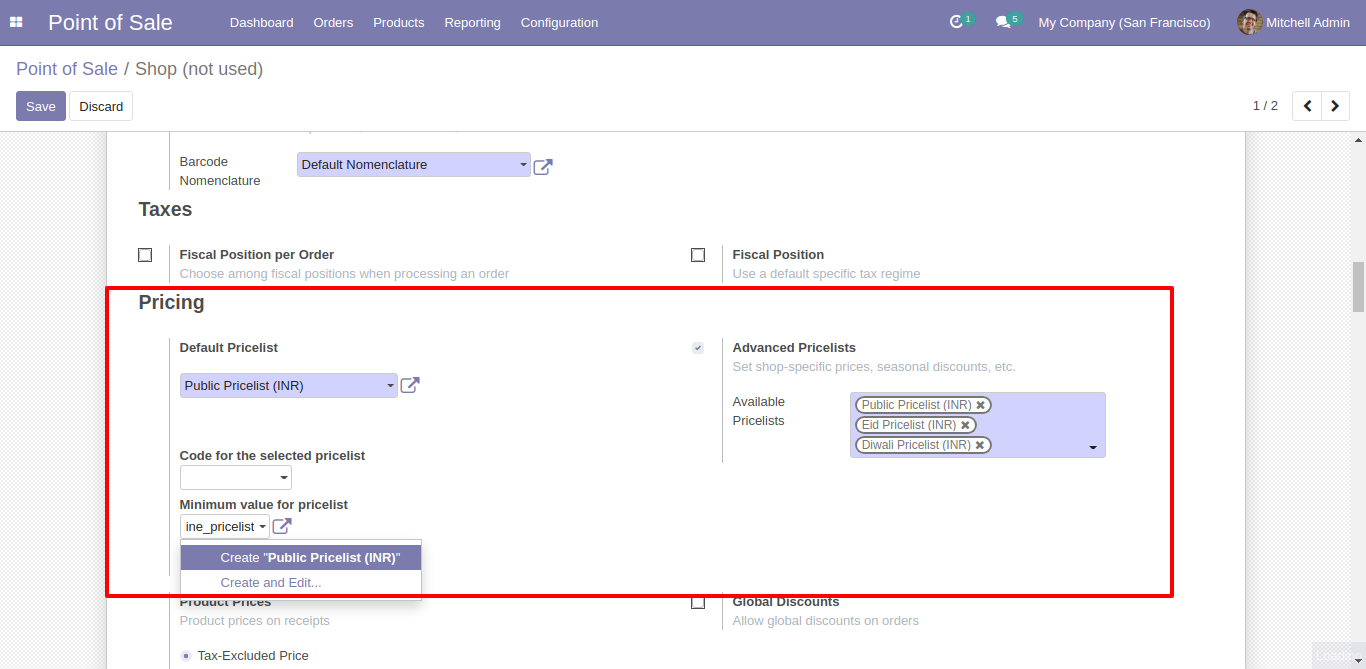 Point of Sale Dashboard Orders Products Reporting Configuration 1 5 My Company (San Francisco) Mitchell Admin
Point of Sale / Shop (not used)
Save Discard 1 / 2
Barcode Nomenclature
Default Nomenclature
Taxes
Fiscal Position per Order
Choose among fiscal positions when processing an order
Fiscal Position
Use a default specific tax regime
Pricing
Default Pricelist
Public Pricelist (INR)
Advanced Pricelists
Set shop-specific prices, seasonal discounts, etc.
Available
Pricelists
Public Pricelist (INR)
Eid Pricelist (INR)
Diwali Pricelist (INR)
Code for the selected pricelist
Minimum value for pricelist
ine_pricelist
Create "Public Pricelist (INR)"
Create and Edit...
Product Prices
Product prices on receipts
Global Discounts
Allow global discounts on orders
Tax-Excluded Price